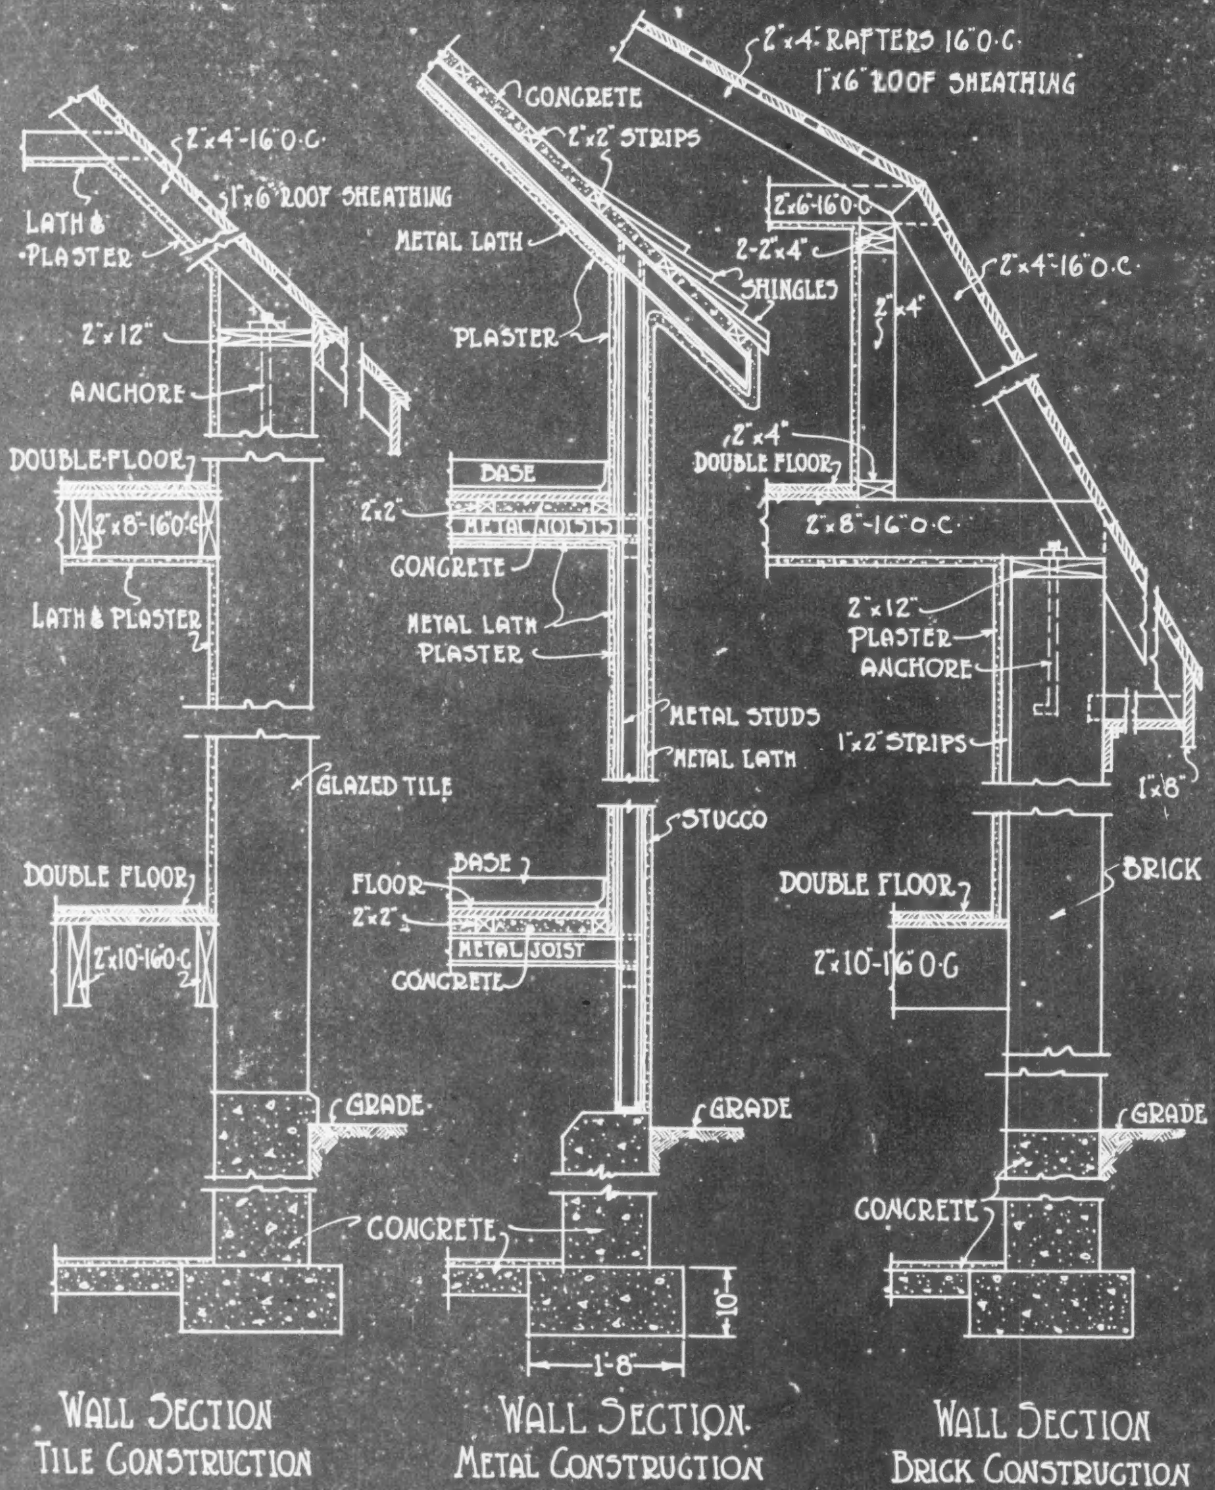 2"x4"-16"O.C.
1"x6" ROOF SHEATHING
LATH &
PLASTER
2"x12"
ANCHORE
DOUBLE FLOOR
2"x8"-16"O.C
LATH & PLASTER
GLAZED TILE
DOUBLE FLOOR
2"x10"-16"O.C
GRADE
CONCRETE
WALL SECTION
TILE CONSTRUCTION
CONCRETE
2"x2" STRIPS
METAL LATH
SHINGLES
PLASTER
BASE
2"x2"
METAL JOISTS
CONCRETE
METAL LATH
PLASTER
METAL STUDS
METAL LATH
STUCCO
BASE
FLOOR
2"x2"
METAL JOIST
CONCRETE
GRADE
10"
1'-8"
WALL SECTION
METAL CONSTRUCTION
2"x4" RAFTERS 16"O.C.
1"x6" ROOF SHEATHING
2"x6"-16"O.C
2-2"x4"
2"x4"
2"x4"-16"O.C.
2"x4"
DOUBLE FLOOR
2"x8"-16"O.C.
2"x12"
PLASTER
ANCHORE
1"x2" STRIPS
1"x8"
BRICK
DOUBLE FLOOR
2"x10"-16"O.C
GRADE
CONCRETE
WALL SECTION
BRICK CONSTRUCTION